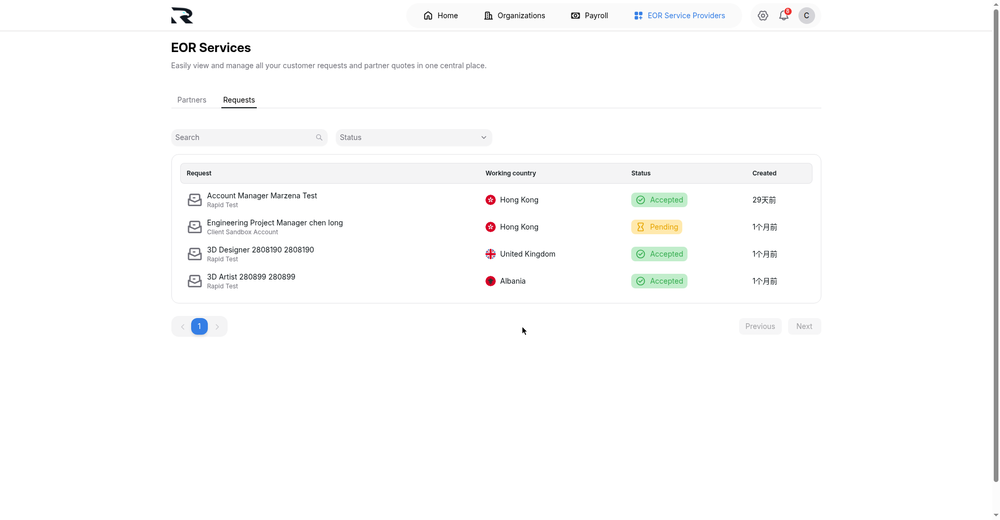 Home
Organizations
Payroll
EOR Service Providers
8
C
EOR Services
Easily view and manage all your customer requests and partner quotes in one central place.
Partners
Requests
Search
Status
Request
Working country
Status
Created
Account Manager Marzena Test
Rapid Test
Hong Kong
Accepted
29天前
Engineering Project Manager chen long
Client Sandbox Account
Hong Kong
Pending
1个月前
3D Designer 2808190 2808190
Rapid Test
United Kingdom
Accepted
1个月前
3D Artist 280899 280899
Rapid Test
Albania
Accepted
1个月前
1
Previous
Next